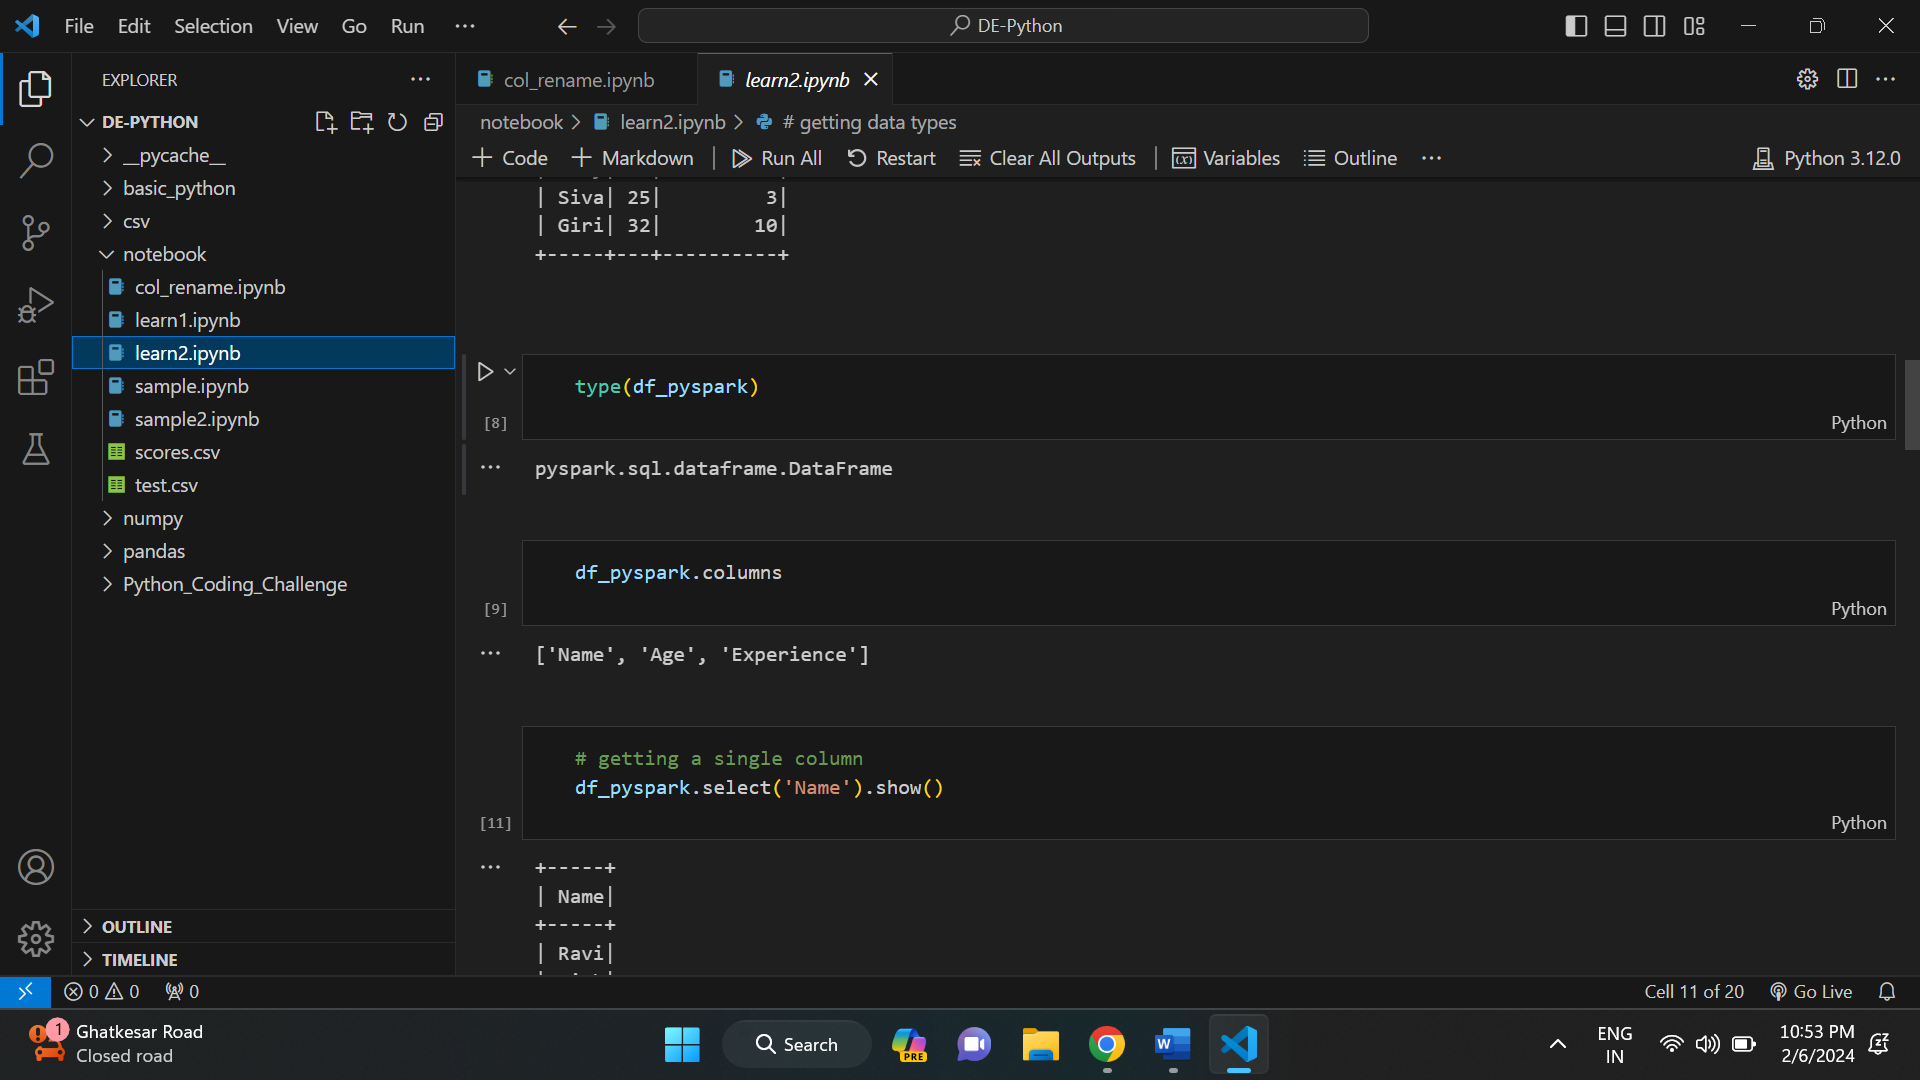 File Edit Selection View Go Run ...
DE-Python
EXPLORER
DE-PYTHON
__pycache__
basic_python
csv
notebook
col_rename.ipynb
learn1.ipynb
learn2.ipynb
sample.ipynb
sample2.ipynb
scores.csv
test.csv
numpy
pandas
Python_Coding_Challenge
OUTLINE
TIMELINE
col_rename.ipynb learn2.ipynb
notebook > learn2.ipynb > # getting data types
+ Code + Markdown | Run All Restart Clear All Outputs | Variables Outline ... Python 3.12.0
| Siva| 25|         3|
| Giri| 32|        10|
+-----+---+----------+
type(df_pyspark)
[8] Python
pyspark.sql.dataframe.DataFrame
df_pyspark.columns
[9] Python
['Name', 'Age', 'Experience']
# getting a single column
df_pyspark.select('Name').show()
[11] Python
+-----+
| Name|
+-----+
| Ravi|
0 0 0
Cell 11 of 20 Go Live
1
Ghatkesar Road
Closed road
Search
PRE
W
ENG
IN
10:53 PM
2/6/2024